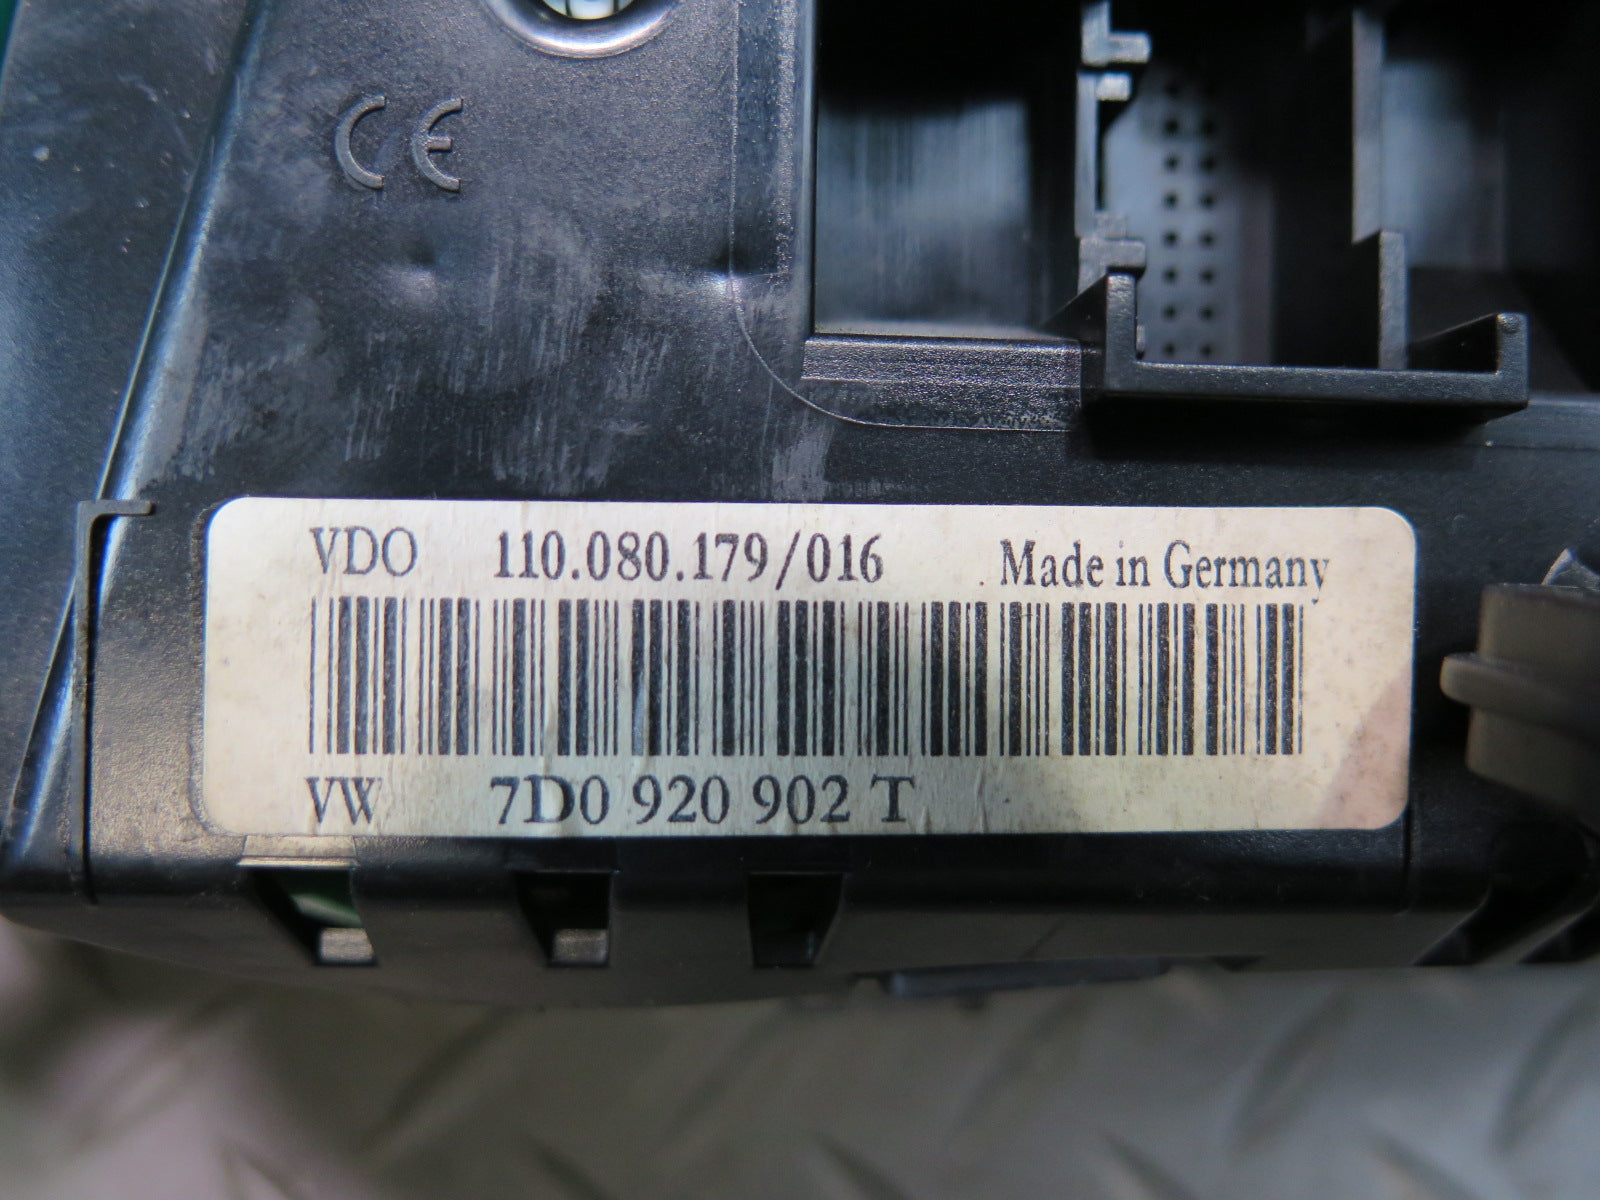 CE
VDO 110.080.179/016 Made in Germany
VW 7D0 920 902 T